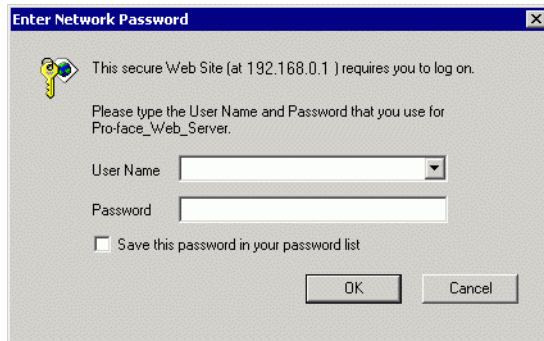 Enter Network Password
This secure Web Site (at 192.168.0.1 ) requires you to log on.
Please type the User Name and Password that you use for
Pro-face_Web_Server.
User Name
Password
Save this password in your password list
OK Cancel